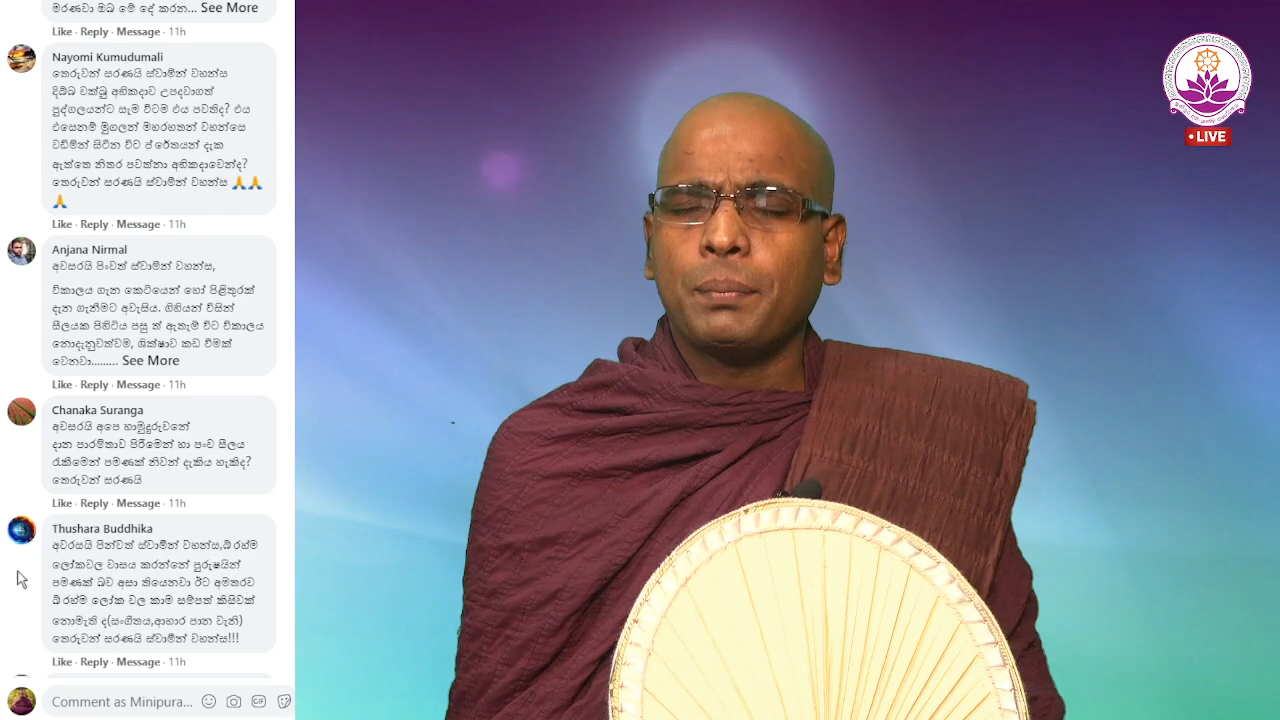 මරණවා ඔබ මේ දේ කරන... See More
Like · Reply · Message · 11h
Nayomi Kumudumali
තෙරුවන් සරණයි ස්වාමීන් වහන්ස
දිබ්බ චක්ඛු අභිඥාව උපදවාගත්
පුද්ගලයන්ට සැම විටම එය පවතිද? එය
එසෙනම් මුගලන් මහරහතන් වහන්සෙ
වඩිමින් සිටින විට ප්‍රේතයන් දැක
ඇත්තෙ නිතර පවත්නා අභිඥාවෙන්ද?
තෙරුවන් සරණයි ස්වාමීන් වහන්ස 🙏🙏
🙏
Like · Reply · Message · 11h
Anjana Nirmal
අවසරයි පිංවත් ස්වාමීන් වහන්ස,
විකාලය ගැන කෙටියෙන් හෝ පිළිතුරක්
දැන ගැනීමට අවැසිය. ගිහියන් විසින්
සීලයක පිහිටිය පසු ත් ඇතැම් විට විකාලය
නොදැනුවත්වම, ශික්ෂාව කඩ වීමක්
වෙනවා......... See More
Like · Reply · Message · 11h
Chanaka Suranga
අවසරයි අපෙ හාමුදුරුවනේ
දාන පාරමිතාව පිරීමෙන් හා පංච සීලය
රැකීමෙන් පමණක් නිවන් දැකිය හැකිද?
තෙරුවන් සරණයි
Like · Reply · Message · 11h
Thushara Buddhika
අවරසයි පින්වත් ස්වාමීන් වහන්ස,බ්‍රහ්ම
ලෝකවල වාසය කරන්නේ පුරුෂයින්
පමණක් බව අසා තියෙනවා ඊට අමතරව
බ්‍රහ්ම ලෝක වල කාම සම්පත් කිසිවක්
නොමැති ද(සංගීතය,ආහාර පාන වැනි)
තෙරුවන් සරණයි ස්වාමීන් වහන්ස!!!
Like · Reply · Message · 11h
Comment as Minipura...
GIF
LIVE